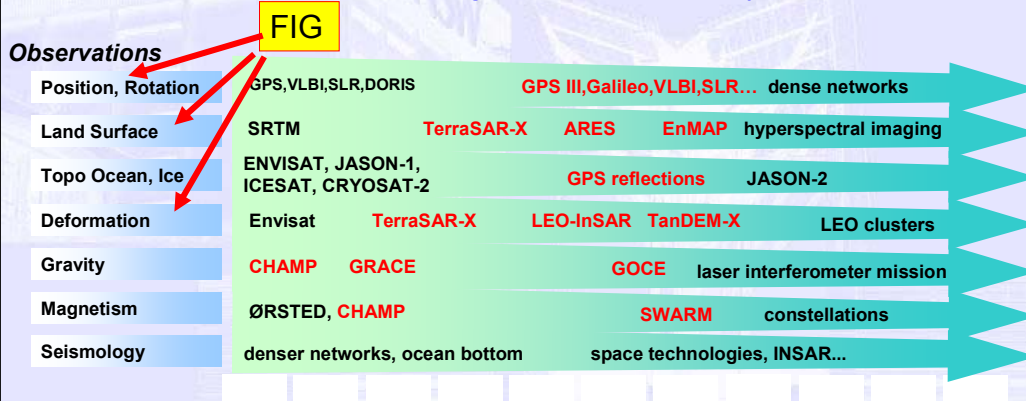 FIG
Observations
Position, Rotation GPS,VLBI,SLR,DORIS GPS III,Galileo,VLBI,SLR… dense networks
Land Surface SRTM TerraSAR-X ARES EnMAP hyperspectral imaging
Topo Ocean, Ice ENVISAT, JASON-1,
ICESAT, CRYOSAT-2 GPS reflections JASON-2
Deformation Envisat TerraSAR-X LEO-InSAR TanDEM-X LEO clusters
Gravity CHAMP GRACE GOCE laser interferometer mission
Magnetism ØRSTED, CHAMP SWARM constellations
Seismology denser networks, ocean bottom space technologies, INSAR...